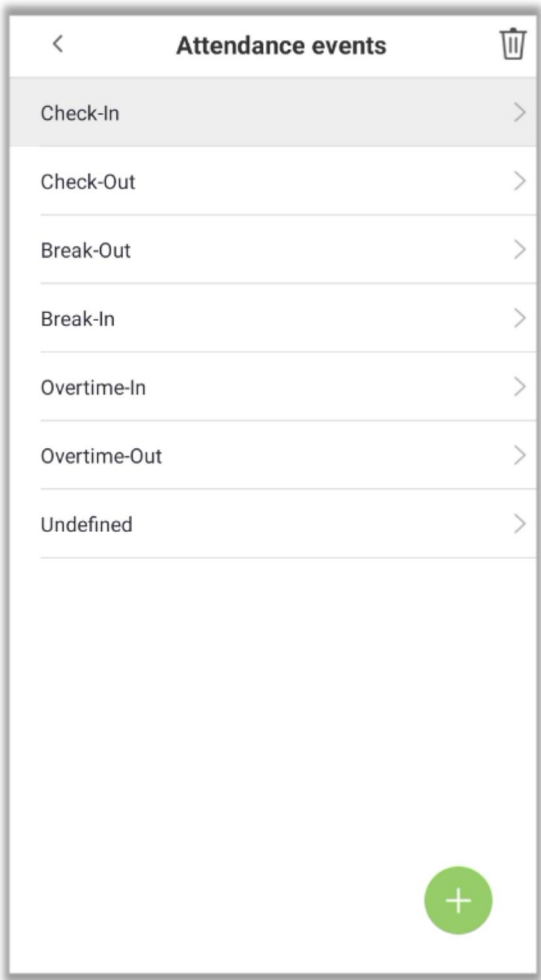 Attendance events
Check-In
Check-Out
Break-Out
Break-In
Overtime-In
Overtime-Out
Undefined